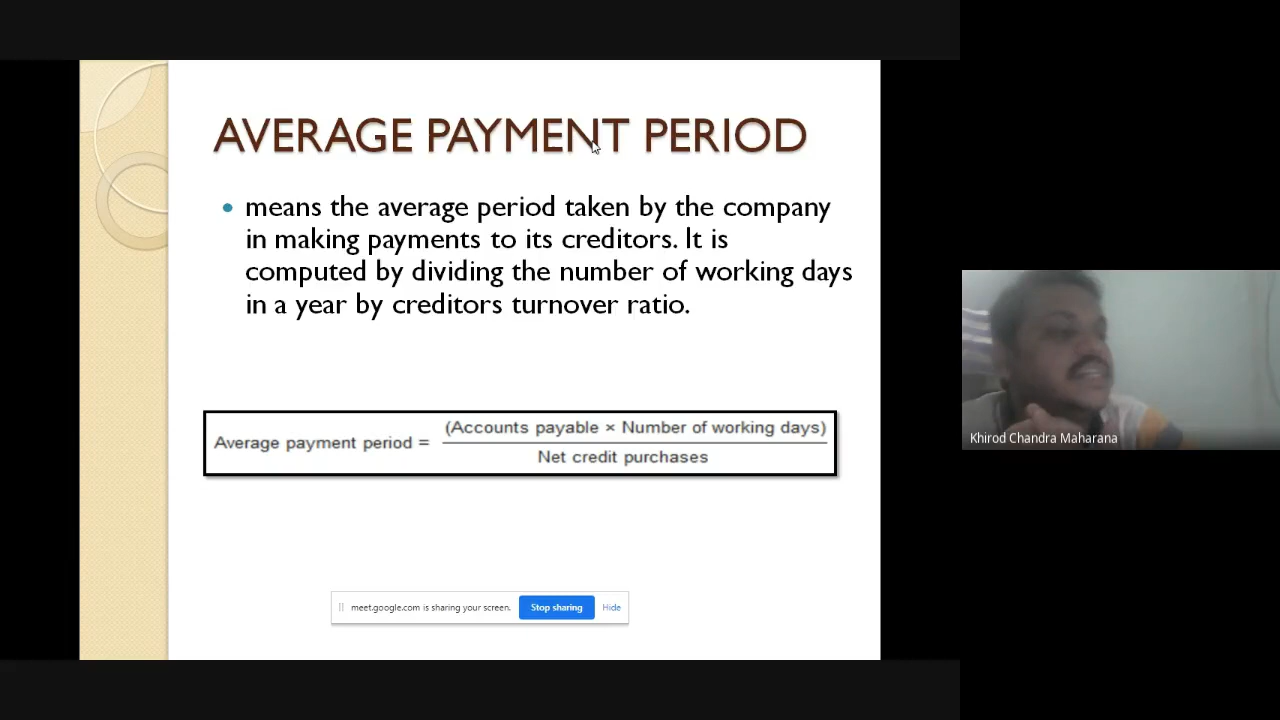 AVERAGE PAYMENT PERIOD
means the average period taken by the company
in making payments to its creditors. It is
computed by dividing the number of working days
in a year by creditors turnover ratio.
Average payment period = (Accounts payable × Number of working days)
Net credit purchases
meet.google.com is sharing your screen. Stop sharing Hide
Khirod Chandra Maharana